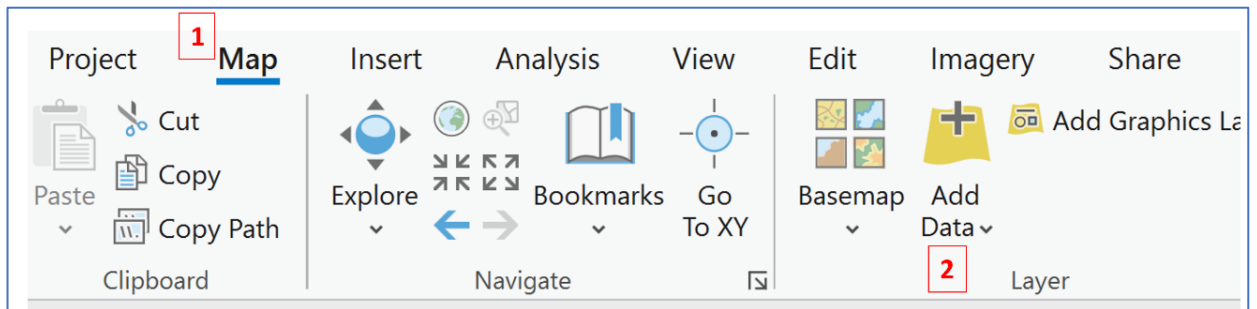 1
Project Map Insert Analysis View Edit Imagery Share
Cut
Copy
Copy Path
Paste
Clipboard
Explore
Bookmarks
Go
To XY
Navigate
Basemap
Add
Data
2
Add Graphics La
Layer